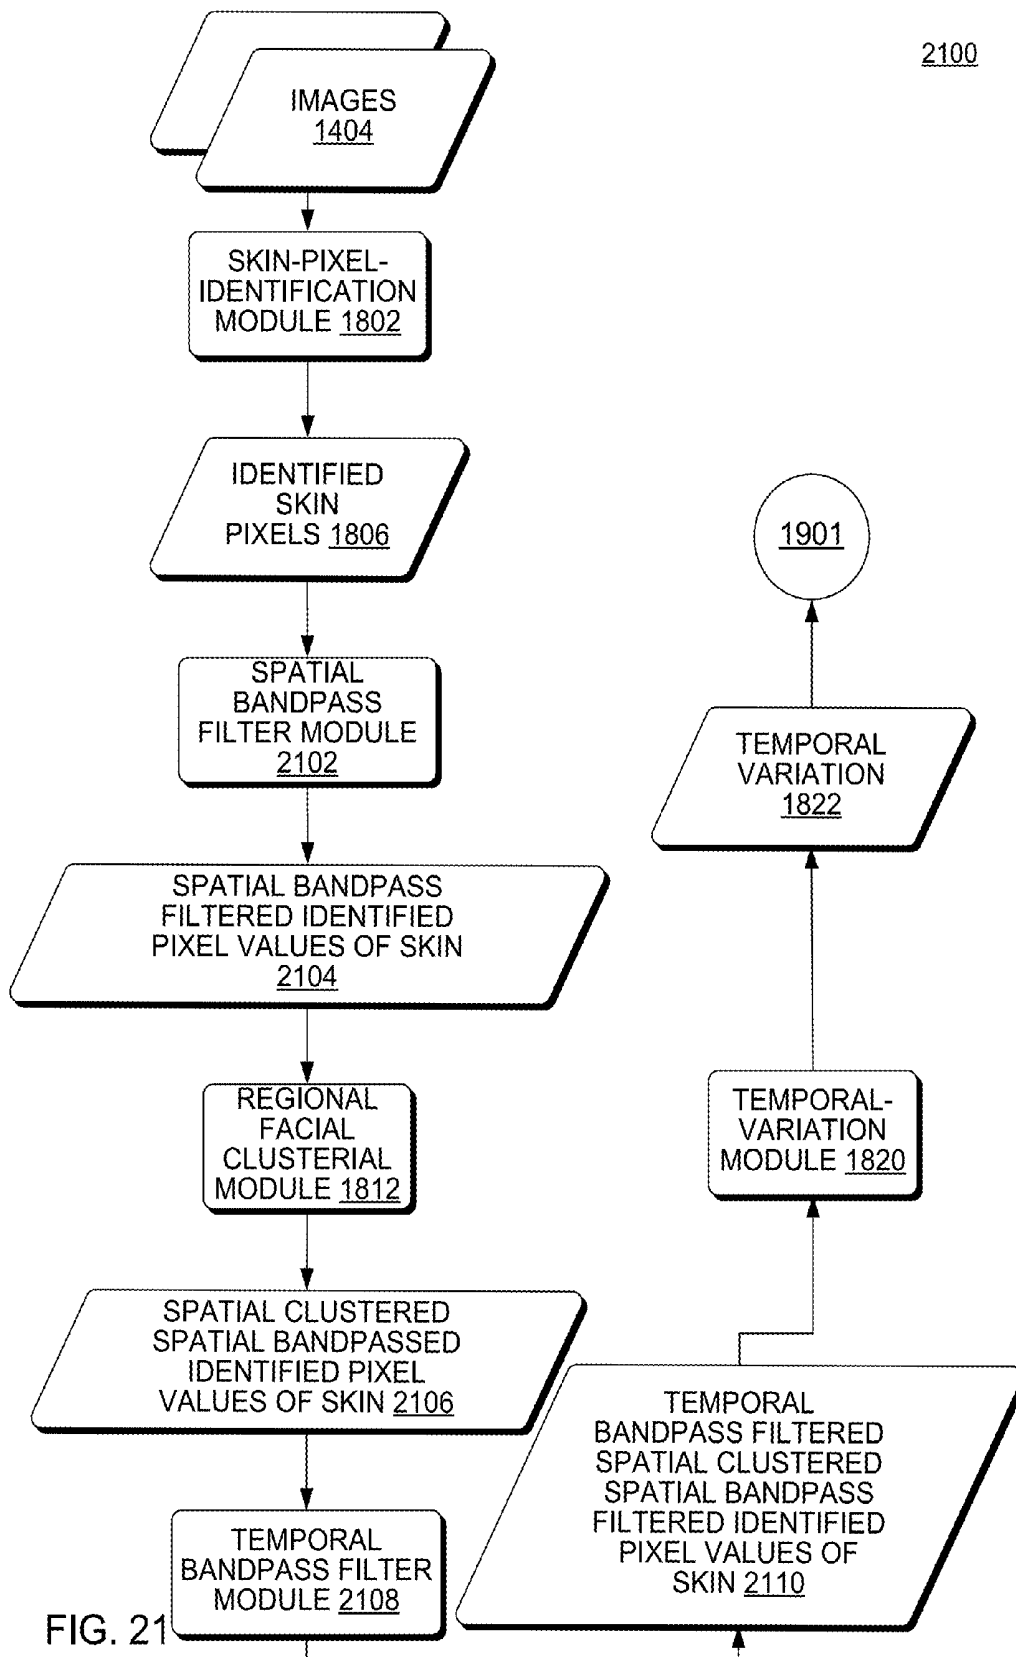 2100
IMAGES
1404
SKIN-PIXEL-
IDENTIFICATION
MODULE 1802
IDENTIFIED
SKIN
PIXELS 1806
SPATIAL
BANDPASS
FILTER MODULE
2102
SPATIAL BANDPASS
FILTERED IDENTIFIED
PIXEL VALUES OF SKIN
2104
REGIONAL
FACIAL
CLUSTERIAL
MODULE 1812
SPATIAL CLUSTERED
SPATIAL BANDPASSED
IDENTIFIED PIXEL
VALUES OF SKIN 2106
TEMPORAL
BANDPASS FILTER
MODULE 2108
TEMPORAL
BANDPASS FILTERED
SPATIAL CLUSTERED
SPATIAL BANDPASS
FILTERED IDENTIFIED
PIXEL VALUES OF
SKIN 2110
TEMPORAL-
VARIATION
MODULE 1820
TEMPORAL
VARIATION
1822
1901
FIG. 21